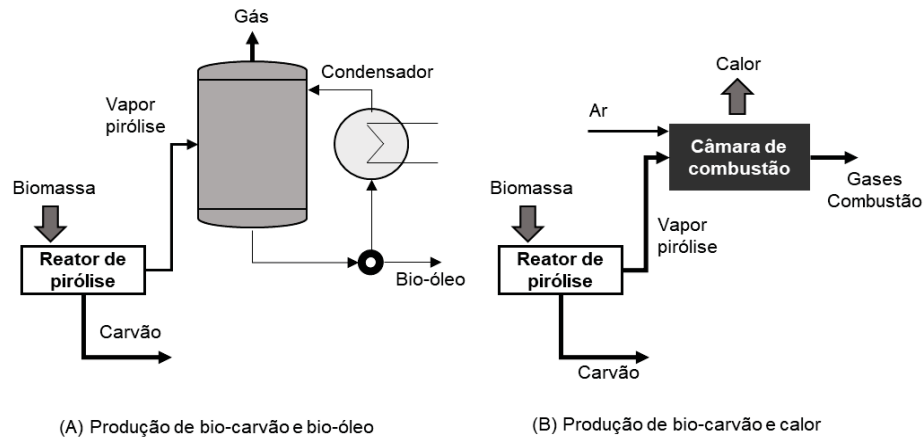 Gás
Condensador
Vapor
pirólise
Biomassa
Reator de
pirólise
Bio-óleo
Carvão
(A) Produção de bio-carvão e bio-óleo
Calor
Ar
Câmara de
combustão
Gases
Combustão
Biomassa
Vapor
pirólise
Reator de
pirólise
Carvão
(B) Produção de bio-carvão e calor